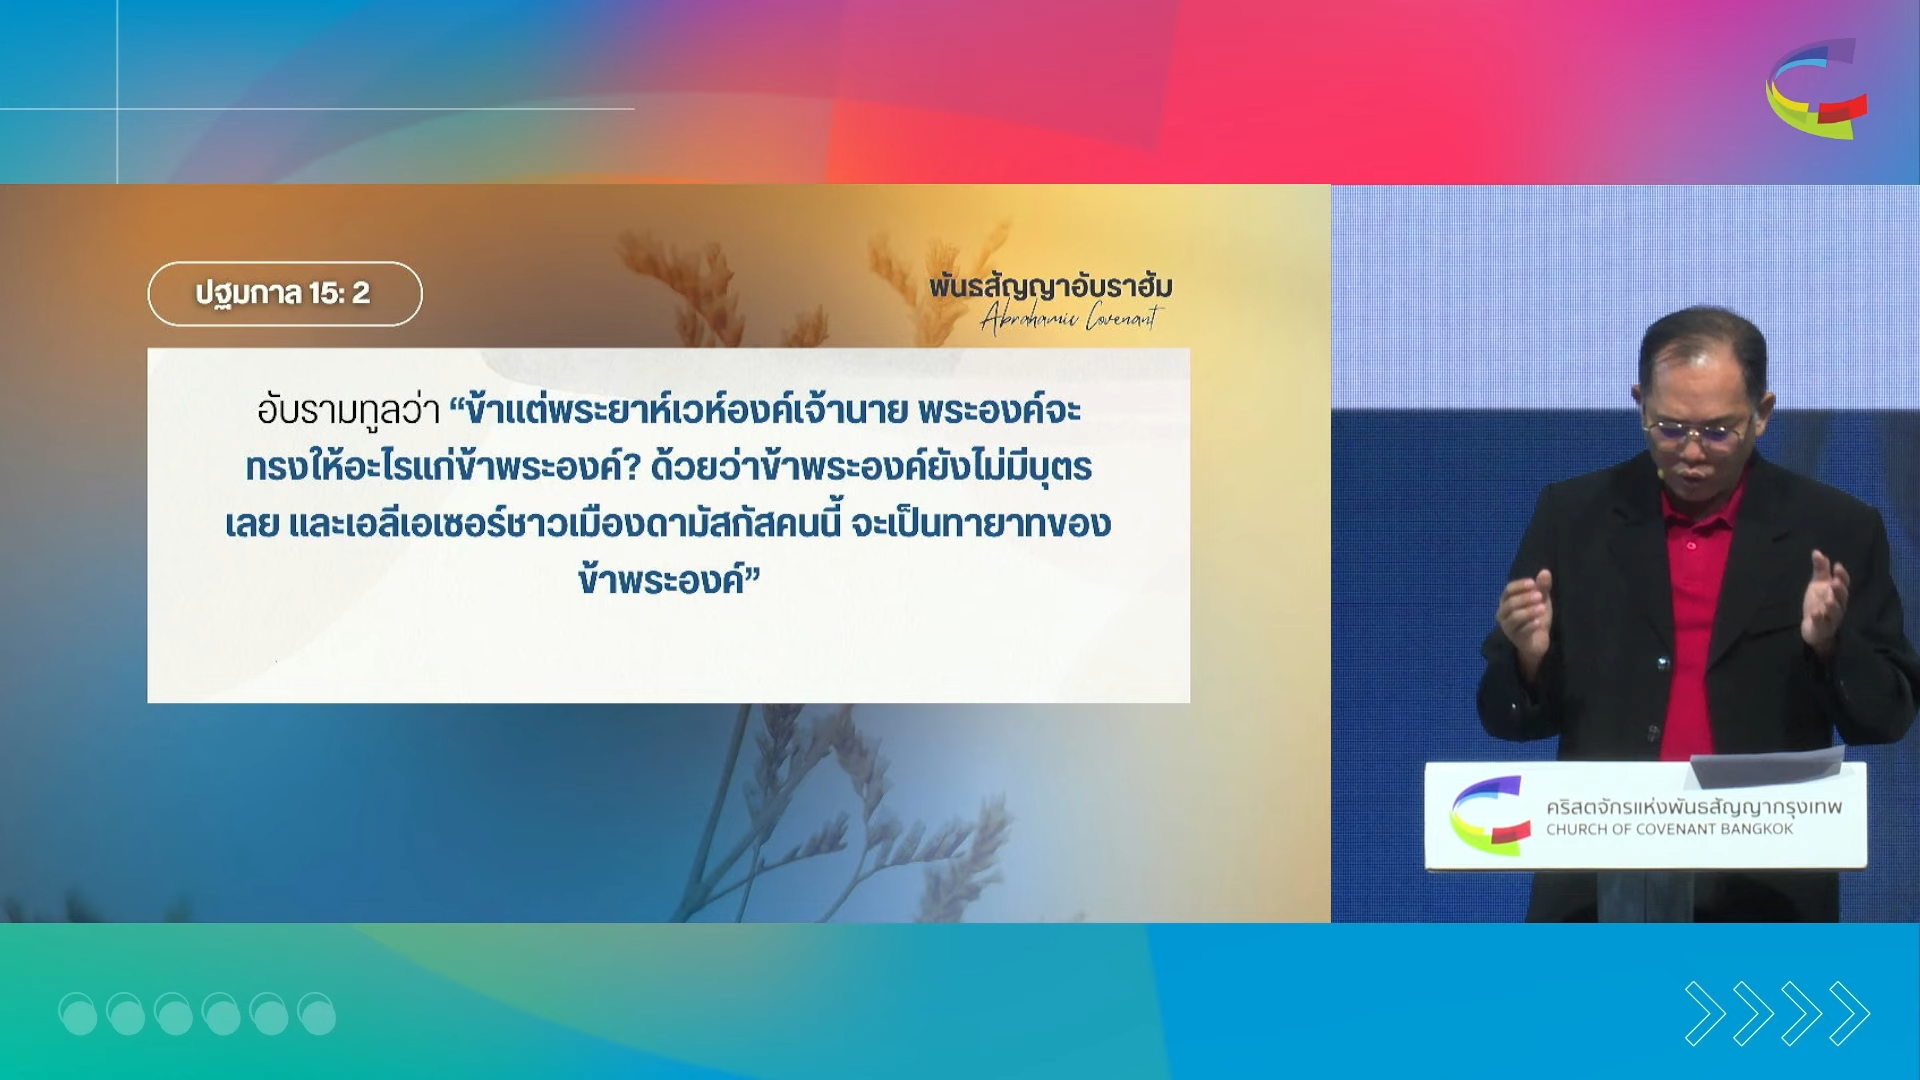 ปฐมกาล 15: 2
พันธสัญญาอับราฮัม
Abrahamic Covenant
อับรามทูลว่า “ข้าแต่พระยาห์เวห์องค์เจ้านาย พระองค์จะ
ทรงให้อะไรแก่ข้าพระองค์? ด้วยว่าข้าพระองค์ยังไม่มีบุตร
เลย และเอลีเอเซอร์ชาวเมืองดามัสกัสคนนี้ จะเป็นทายาทของ
ข้าพระองค์”
คริสตจักรแห่งพันธสัญญากรุงเทพ
CHURCH OF COVENANT BANGKOK